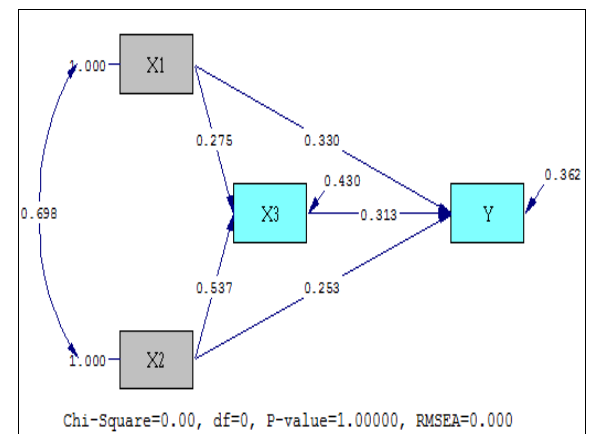 1.000
X1
0.275
0.330
0.430
0.362
0.698
X3
0.313
Y
0.537
0.253
1.000
X2
Chi-Square=0.00, df=0, P-value=1.00000, RMSEA=0.000